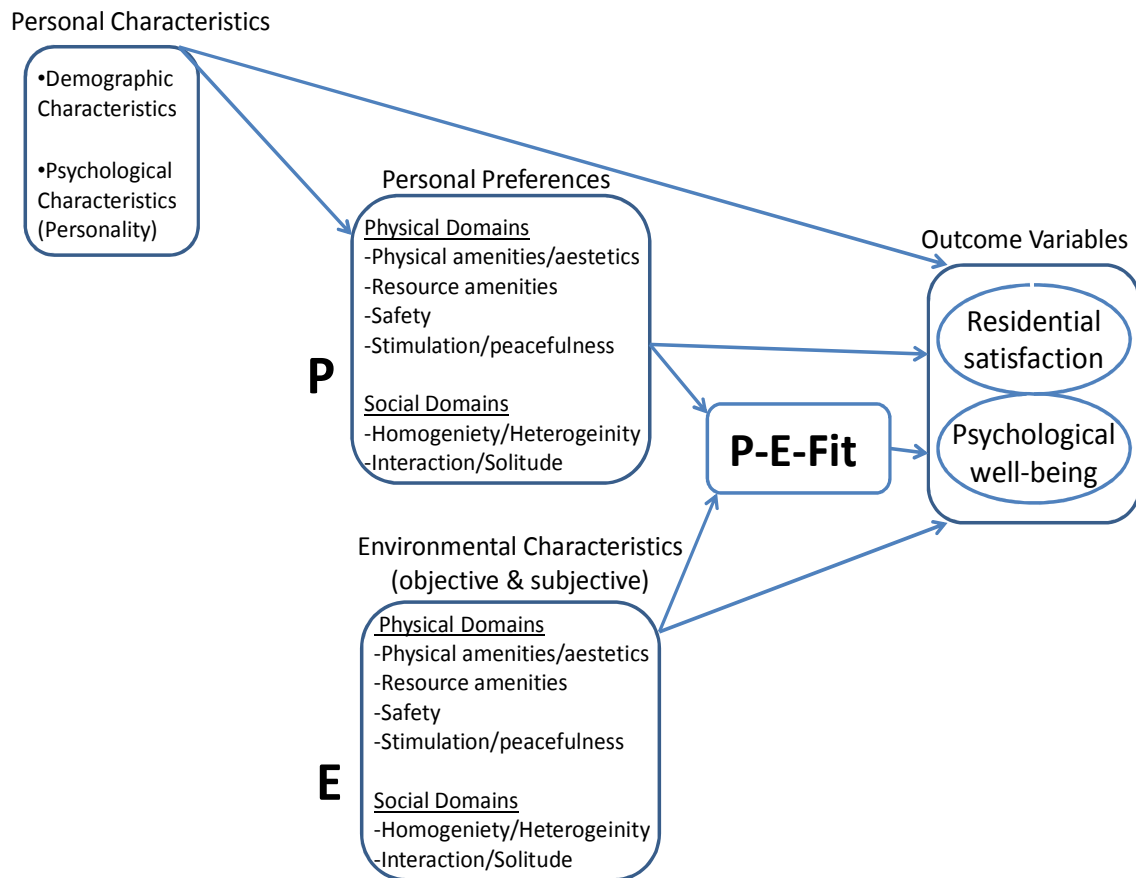 Personal Characteristics
•Demographic
Characteristics
•Psychological
Characteristics
(Personality)
Personal Preferences
Physical Domains
-Physical amenities/aestetics
-Resource amenities
-Safety
-Stimulation/peacefulness
P
Social Domains
-Homogeniety/Heterogeinity
-Interaction/Solitude
P-E-Fit
Outcome Variables
Residential
satisfaction
Psychological
well-being
Environmental Characteristics
(objective & subjective)
Physical Domains
-Physical amenities/aestetics
-Resource amenities
-Safety
-Stimulation/peacefulness
E
Social Domains
-Homogeniety/Heterogeinity
-Interaction/Solitude